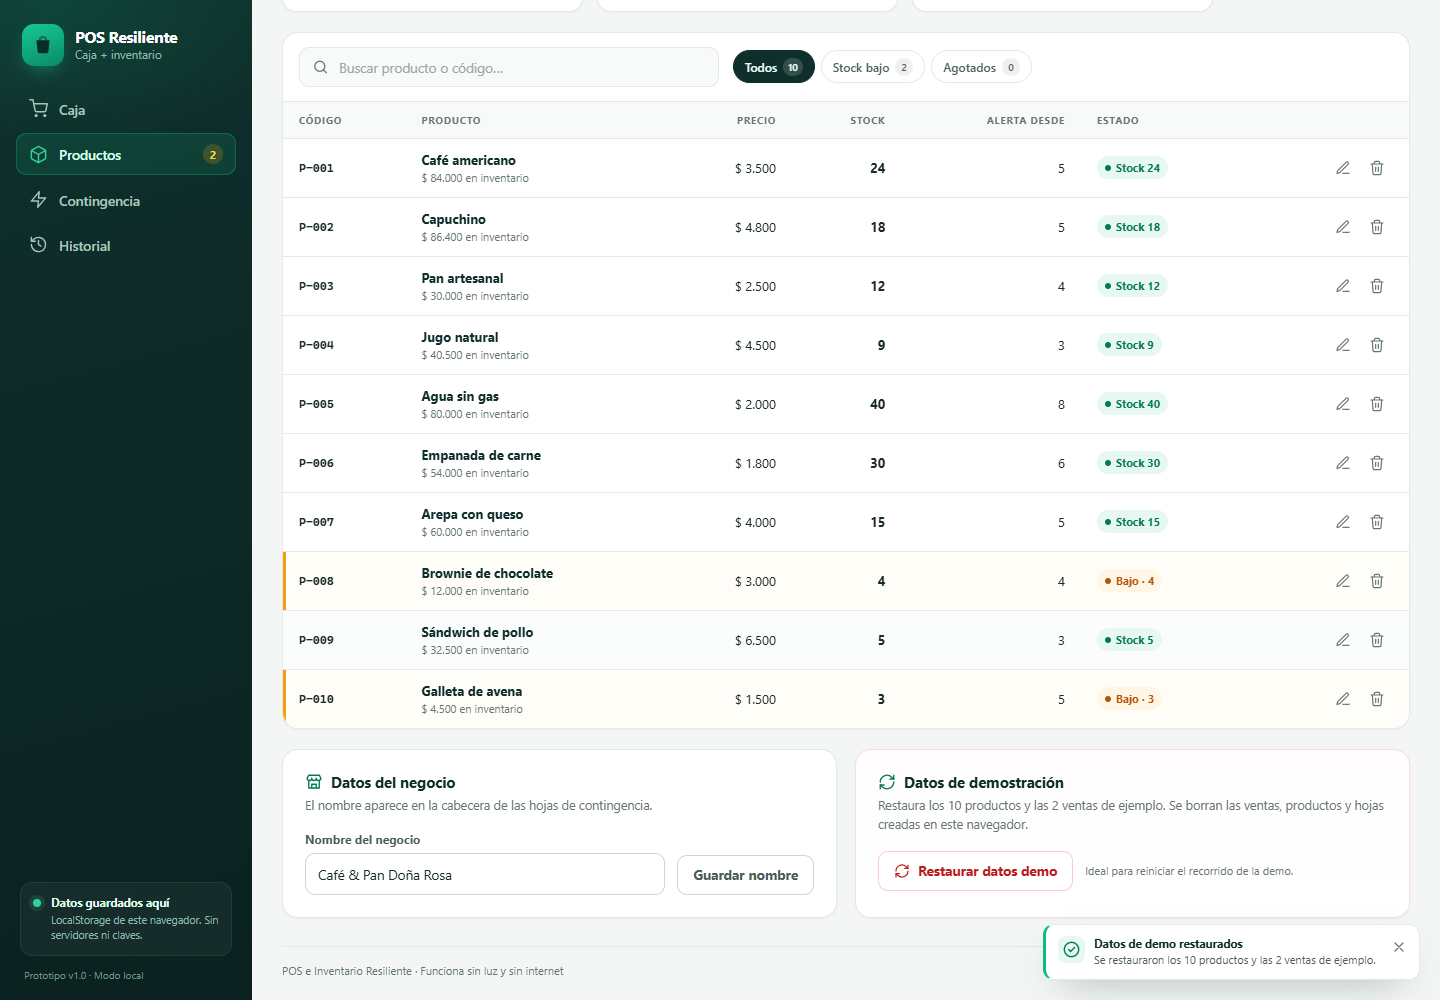 POS Resiliente
Caja + inventario
Caja
Productos 2
Contingencia
Historial
Datos guardados aquí
LocalStorage de este navegador. Sin
servidores ni claves.
Prototipo v1.0 · Modo local
Buscar producto o código...
Todos 10 Stock bajo 2 Agotados 0
CÓDIGO PRODUCTO PRECIO STOCK ALERTA DESDE ESTADO
P-001 Café americano $ 3.500 24 5 Stock 24
$ 84.000 en inventario
P-002 Capuchino $ 4.800 18 5 Stock 18
$ 86.400 en inventario
P-003 Pan artesanal $ 2.500 12 4 Stock 12
$ 30.000 en inventario
P-004 Jugo natural $ 4.500 9 3 Stock 9
$ 40.500 en inventario
P-005 Agua sin gas $ 2.000 40 8 Stock 40
$ 80.000 en inventario
P-006 Empanada de carne $ 1.800 30 6 Stock 30
$ 54.000 en inventario
P-007 Arepa con queso $ 4.000 15 5 Stock 15
$ 60.000 en inventario
P-008 Brownie de chocolate $ 3.000 4 4 Bajo · 4
$ 12.000 en inventario
P-009 Sándwich de pollo $ 6.500 5 3 Stock 5
$ 32.500 en inventario
P-010 Galleta de avena $ 1.500 3 5 Bajo · 3
$ 4.500 en inventario
Datos del negocio
El nombre aparece en la cabecera de las hojas de contingencia.
Nombre del negocio
Café & Pan Doña Rosa
Guardar nombre
Datos de demostración
Restaura los 10 productos y las 2 ventas de ejemplo. Se borran las ventas, productos y hojas
creadas en este navegador.
Restaurar datos demo
Ideal para reiniciar el recorrido de la demo.
POS e Inventario Resiliente · Funciona sin luz y sin internet
Datos de demo restaurados
Se restauraron los 10 productos y las 2 ventas de ejemplo.